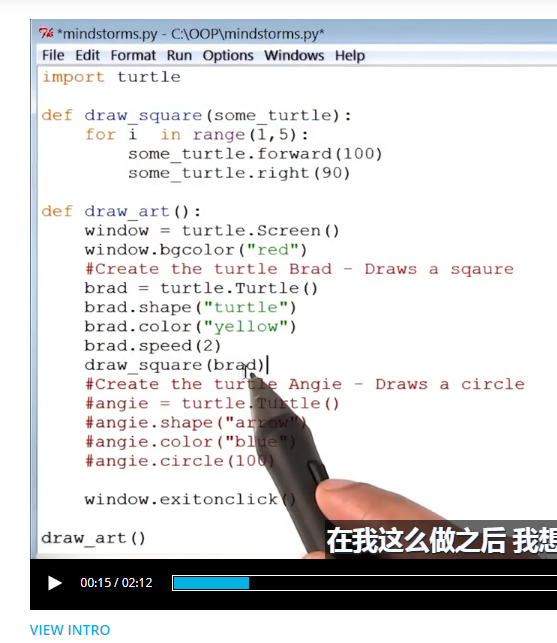 *mindstorms.py - C:\OOP\mindstorms.py*
File Edit Format Run Options Windows Help
import turtle
def draw_square(some_turtle):
    for i  in range(1,5):
        some_turtle.forward(100)
        some_turtle.right(90)
def draw_art():
    window = turtle.Screen()
    window.bgcolor("red")
    #Create the turtle Brad - Draws a sqaure
    brad = turtle.Turtle()
    brad.shape("turtle")
    brad.color("yellow")
    brad.speed(2)
    draw_square(brad)
    #Create the turtle Angie - Draws a circle
    #angie = turtle.Turtle()
    #angie.shape("arrow")
    #angie.color("blue")
    #angie.circle(100)
    window.exitonclick()
draw_art()
在我这么做之后 我想
00:15 / 02:12
VIEW INTRO